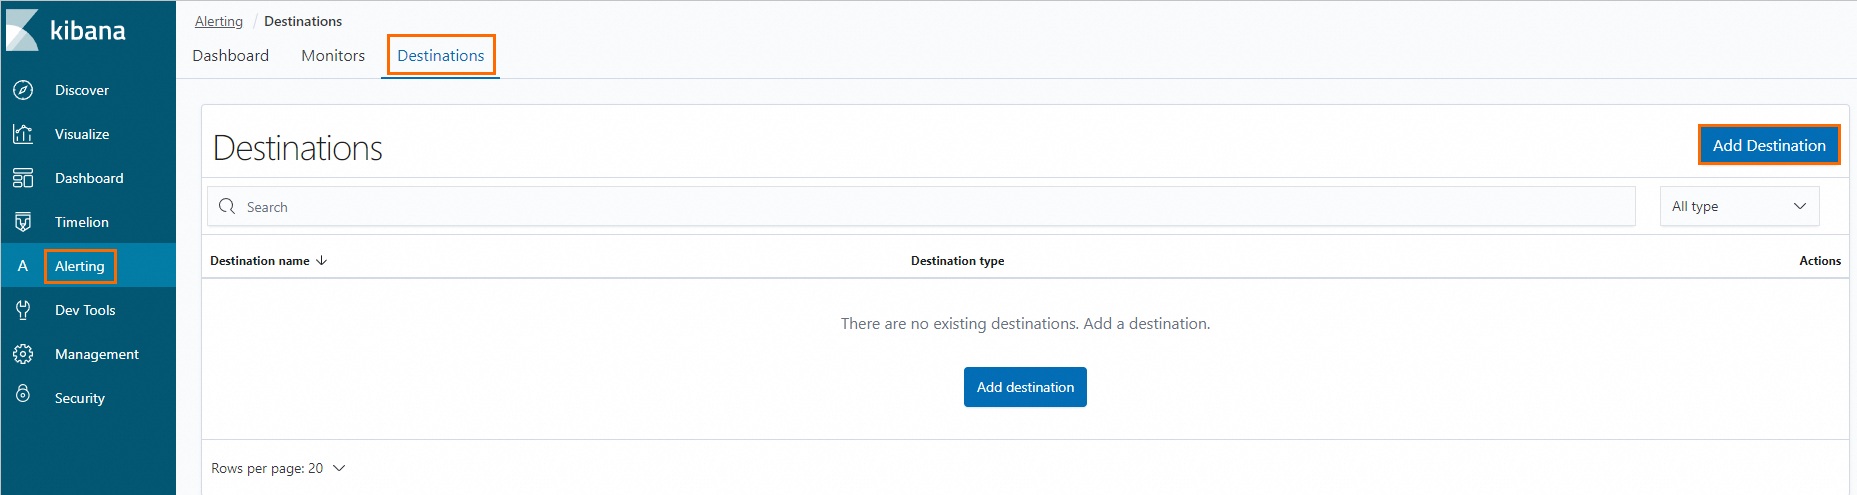 kibana
Discover
Visualize
Dashboard
Timelion
A Alerting
Dev Tools
Management
Security
Alerting / Destinations
Dashboard Monitors Destinations
Destinations
Add Destination
Search
All type
Destination name Destination type Actions
There are no existing destinations. Add a destination.
Add destination
Rows per page: 20